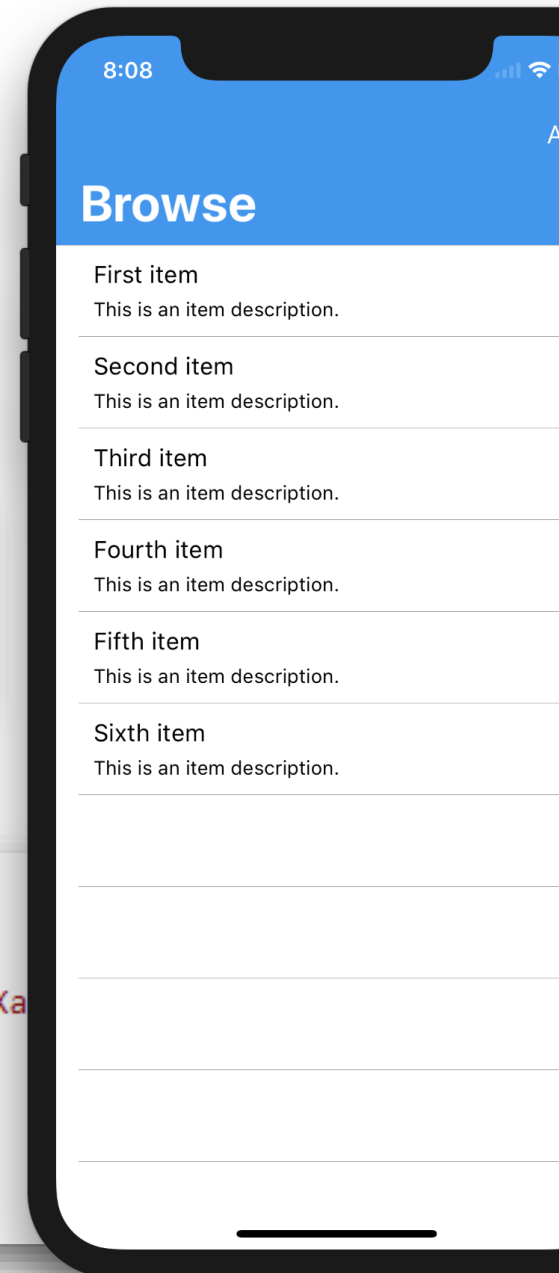 8:08
A
Browse
First item
This is an item description.
Second item
This is an item description.
Third item
This is an item description.
Fourth item
This is an item description.
Fifth item
This is an item description.
Sixth item
This is an item description.
Xa